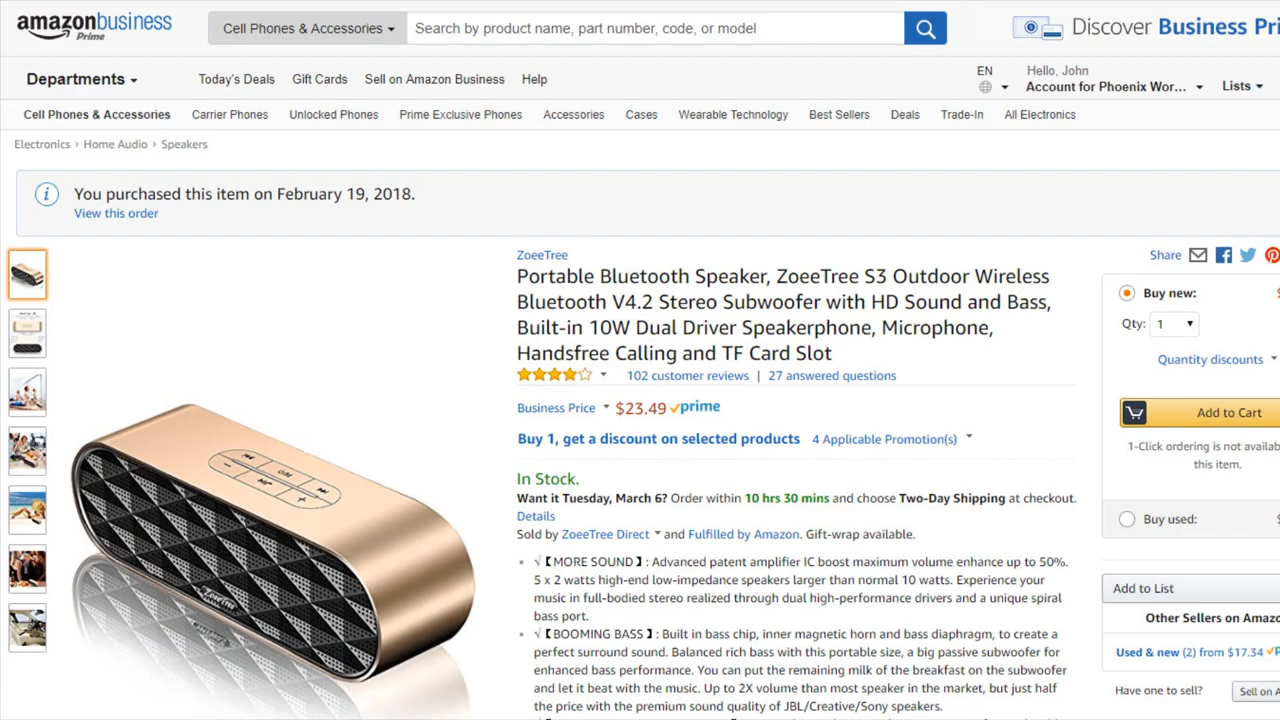 amazonbusiness
Prime
Cell Phones & Accessories
Search by product name, part number, code, or model
Discover Business Pri
Departments
Today's Deals
Gift Cards
Sell on Amazon Business
Help
EN
Hello, John
Account for Phoenix Wor...
Lists
Cell Phones & Accessories
Carrier Phones
Unlocked Phones
Prime Exclusive Phones
Accessories
Cases
Wearable Technology
Best Sellers
Deals
Trade-In
All Electronics
Electronics › Home Audio › Speakers
You purchased this item on February 19, 2018.
View this order
ZoeeTree
Portable Bluetooth Speaker, ZoeeTree S3 Outdoor Wireless
Bluetooth V4.2 Stereo Subwoofer with HD Sound and Bass,
Built-in 10W Dual Driver Speakerphone, Microphone,
Handsfree Calling and TF Card Slot
102 customer reviews | 27 answered questions
Business Price $23.49 prime
Buy 1, get a discount on selected products 4 Applicable Promotion(s)
In Stock.
Want it Tuesday, March 6? Order within 10 hrs 30 mins and choose Two-Day Shipping at checkout.
Details
Sold by ZoeeTree Direct and Fulfilled by Amazon. Gift-wrap available.
• √【MORE SOUND】: Advanced patent amplifier IC boost maximum volume enhance up to 50%.
5 x 2 watts high-end low-impedance speakers larger than normal 10 watts. Experience your
music in full-bodied stereo realized through dual high-performance drivers and a unique spiral
bass port.
• √【BOOMING BASS】: Built in bass chip, inner magnetic horn and bass diaphragm, to create a
perfect surround sound. Balanced rich bass with this portable size, a big passive subwoofer for
enhanced bass performance. You can put the remaining milk of the breakfast on the subwoofer
and let it beat with the music. Up to 2X volume than most speaker in the market, but just half
the price with the premium sound quality of JBL/Creative/Sony speakers.
ZoeeTree
Share
Buy new:
Qty: 1
Quantity discounts
Add to Cart
1-Click ordering is not availab
this item.
Buy used:
Add to List
Other Sellers on Amazo
Used & new (2) from $17.34
Have one to sell?
Sell on A